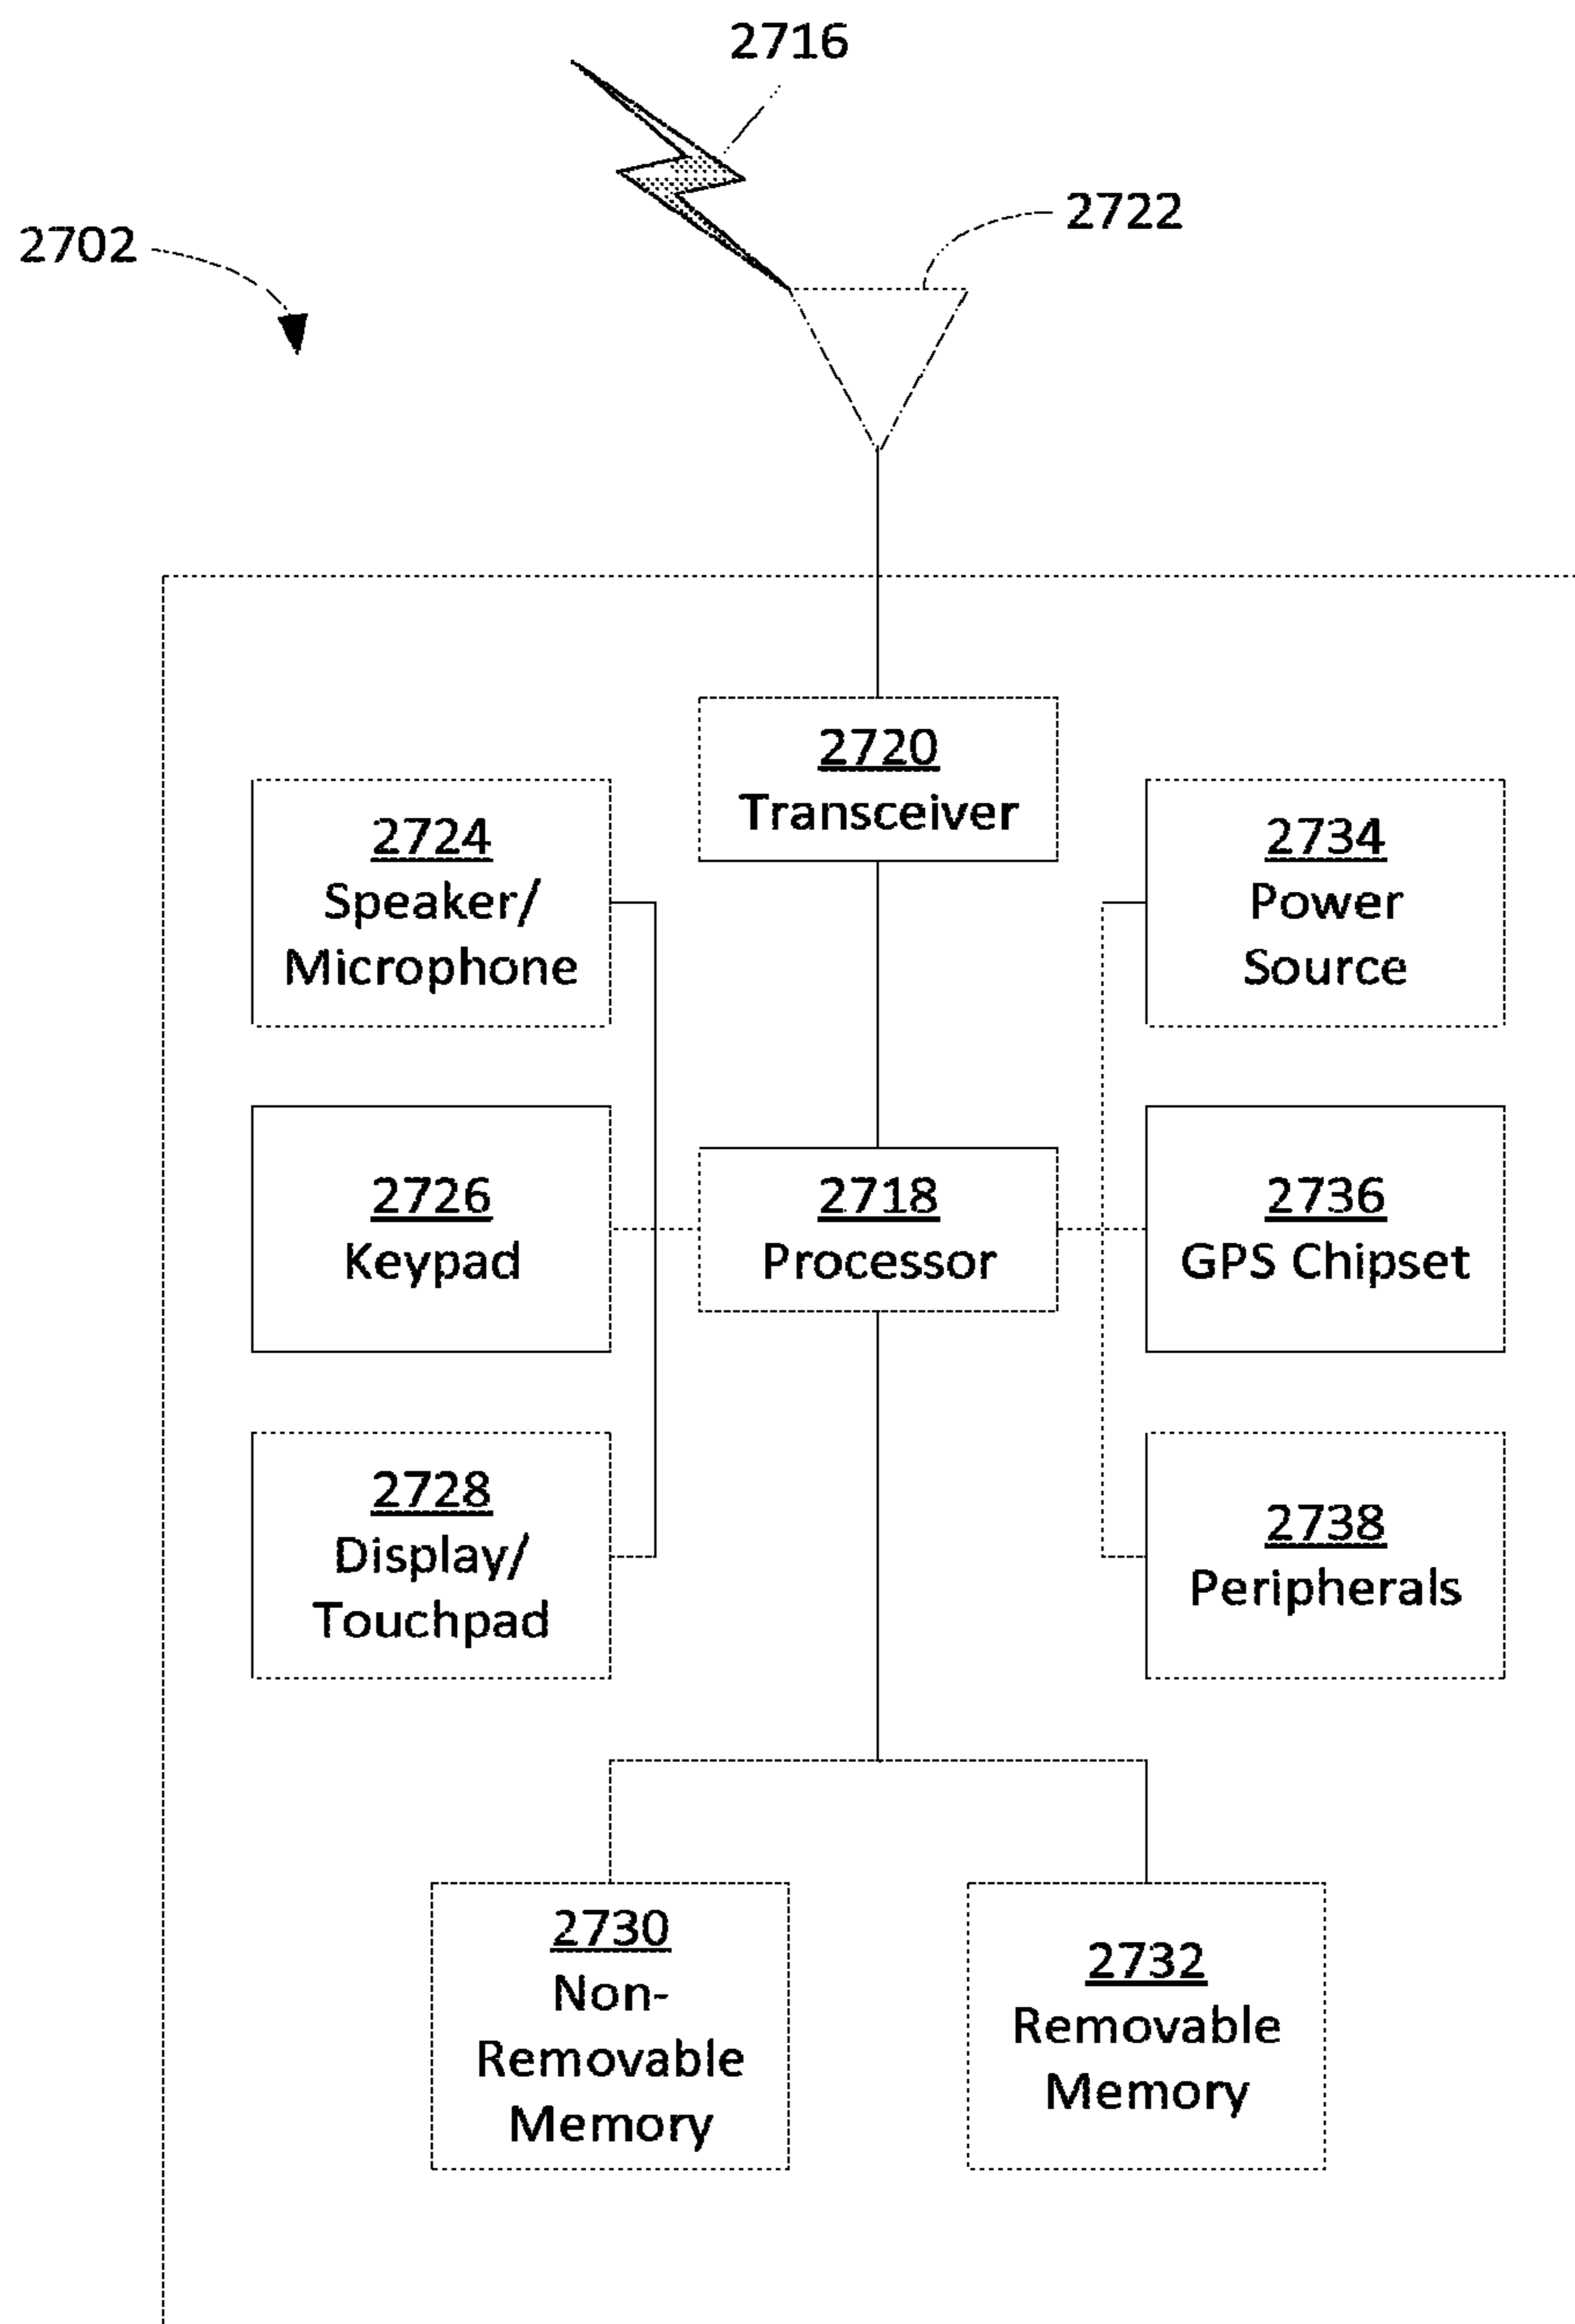 2716
2722
2702
2720
Transceiver
2724
Speaker/
Microphone
2734
Power
Source
2726
Keypad
2718
Processor
2736
GPS Chipset
2728
Display/
Touchpad
2738
Peripherals
2730
Non-
Removable
Memory
2732
Removable
Memory